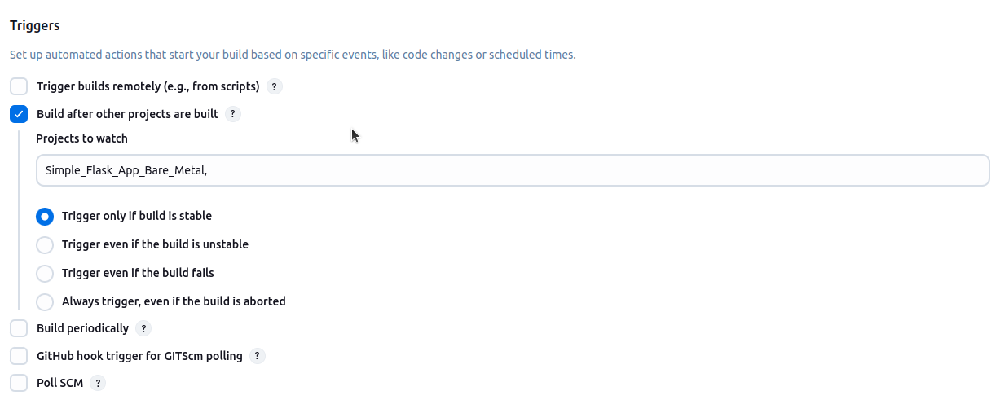 Triggers
Set up automated actions that start your build based on specific events, like code changes or scheduled times.
Trigger builds remotely (e.g., from scripts) ?
Build after other projects are built ?
Projects to watch
Simple_Flask_App_Bare_Metal,
Trigger only if build is stable
Trigger even if the build is unstable
Trigger even if the build fails
Always trigger, even if the build is aborted
Build periodically ?
GitHub hook trigger for GITScm polling ?
Poll SCM ?